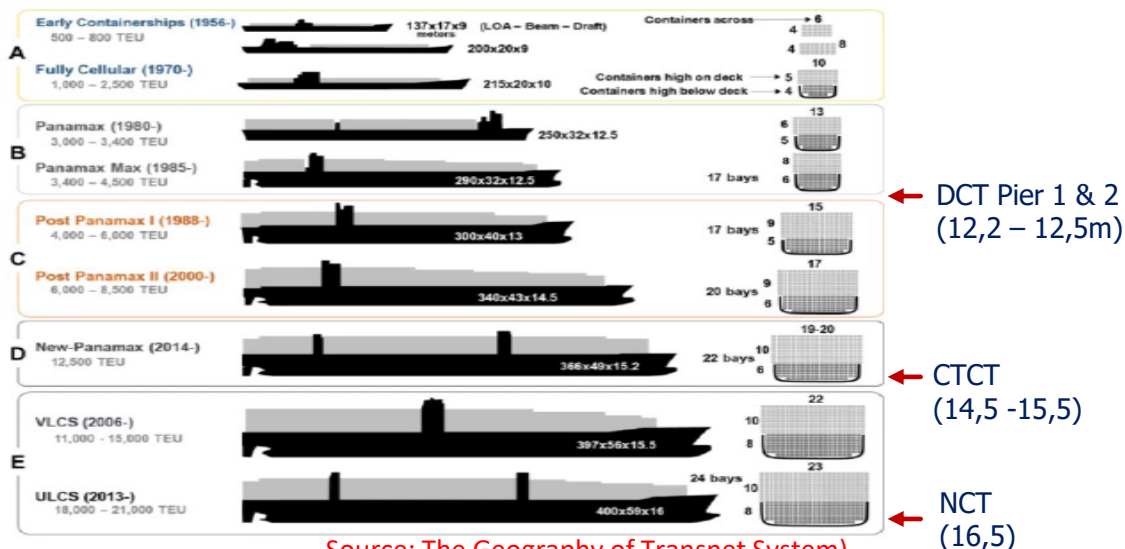 Early Containerships (1956-)
500 – 800 TEU
137x17x9 (LOA – Beam – Draft)
meters
200x20x9
Containers across
6
4
4
8
A
Fully Cellular (1970-)
1,000 – 2,500 TEU
215x20x10
10
Containers high on deck
5
Containers high below deck
4
B
Panamax (1980-)
3,000 – 3,400 TEU
250x32x12.5
13
6
5
Panamax Max (1985-)
3,400 – 4,500 TEU
290x32x12.5
17 bays
8
6
DCT Pier 1 & 2
(12,2 – 12,5m)
C
Post Panamax I (1988-)
4,000 – 6,000 TEU
300x40x13
17 bays
15
9
5
Post Panamax II (2000-)
6,000 – 8,500 TEU
340x43x14.5
20 bays
17
9
6
D
New-Panamax (2014-)
12,500 TEU
366x49x15.2
22 bays
19-20
10
6
CTCT
(14,5 -15,5)
E
VLCS (2006-)
11,000 - 15,000 TEU
397x56x15.5
22
10
8
ULCS (2013-)
18,000 – 21,000 TEU
400x59x16
24 bays
23
10
8
NCT
(16,5)
Source: The Geography of Transpet System)